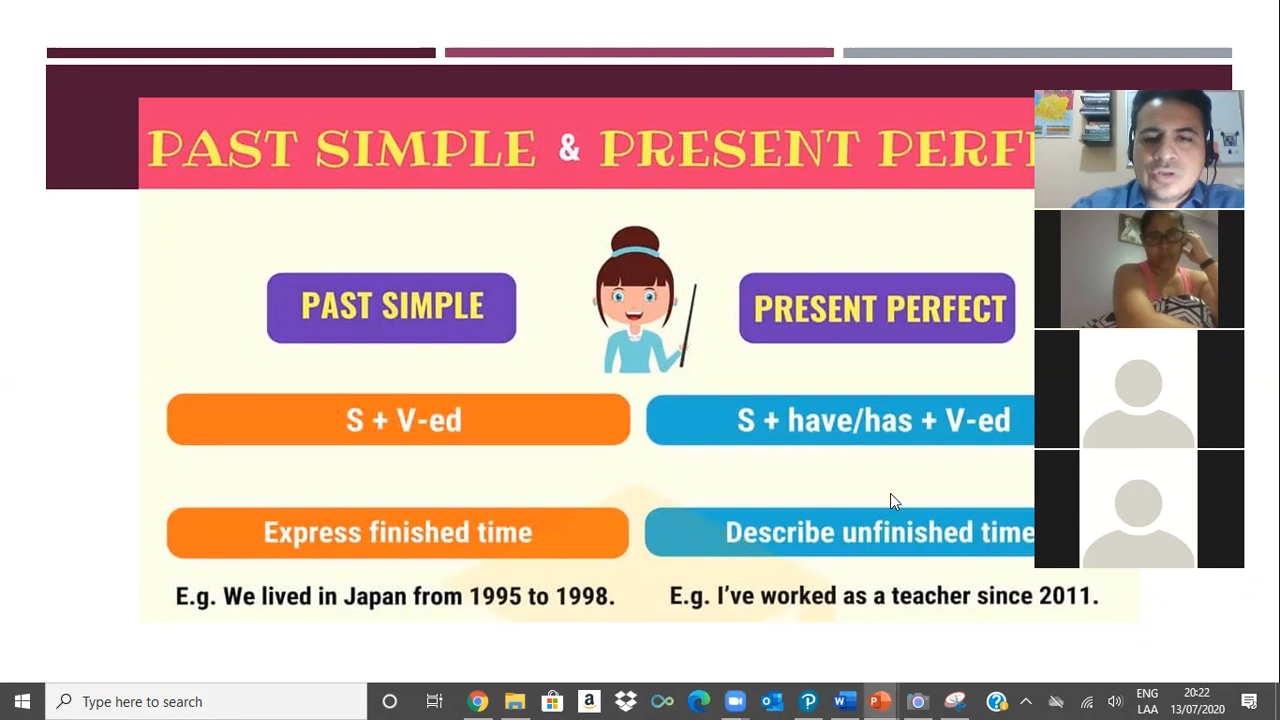 PAST SIMPLE & PRESENT PERF
PAST SIMPLE
PRESENT PERFECT
S + V-ed
S + have/has + V-ed
Express finished time
Describe unfinished time
E.g. We lived in Japan from 1995 to 1998.
E.g. I've worked as a teacher since 2011.
Type here to search
ENG
LAA
20:22
13/07/2020